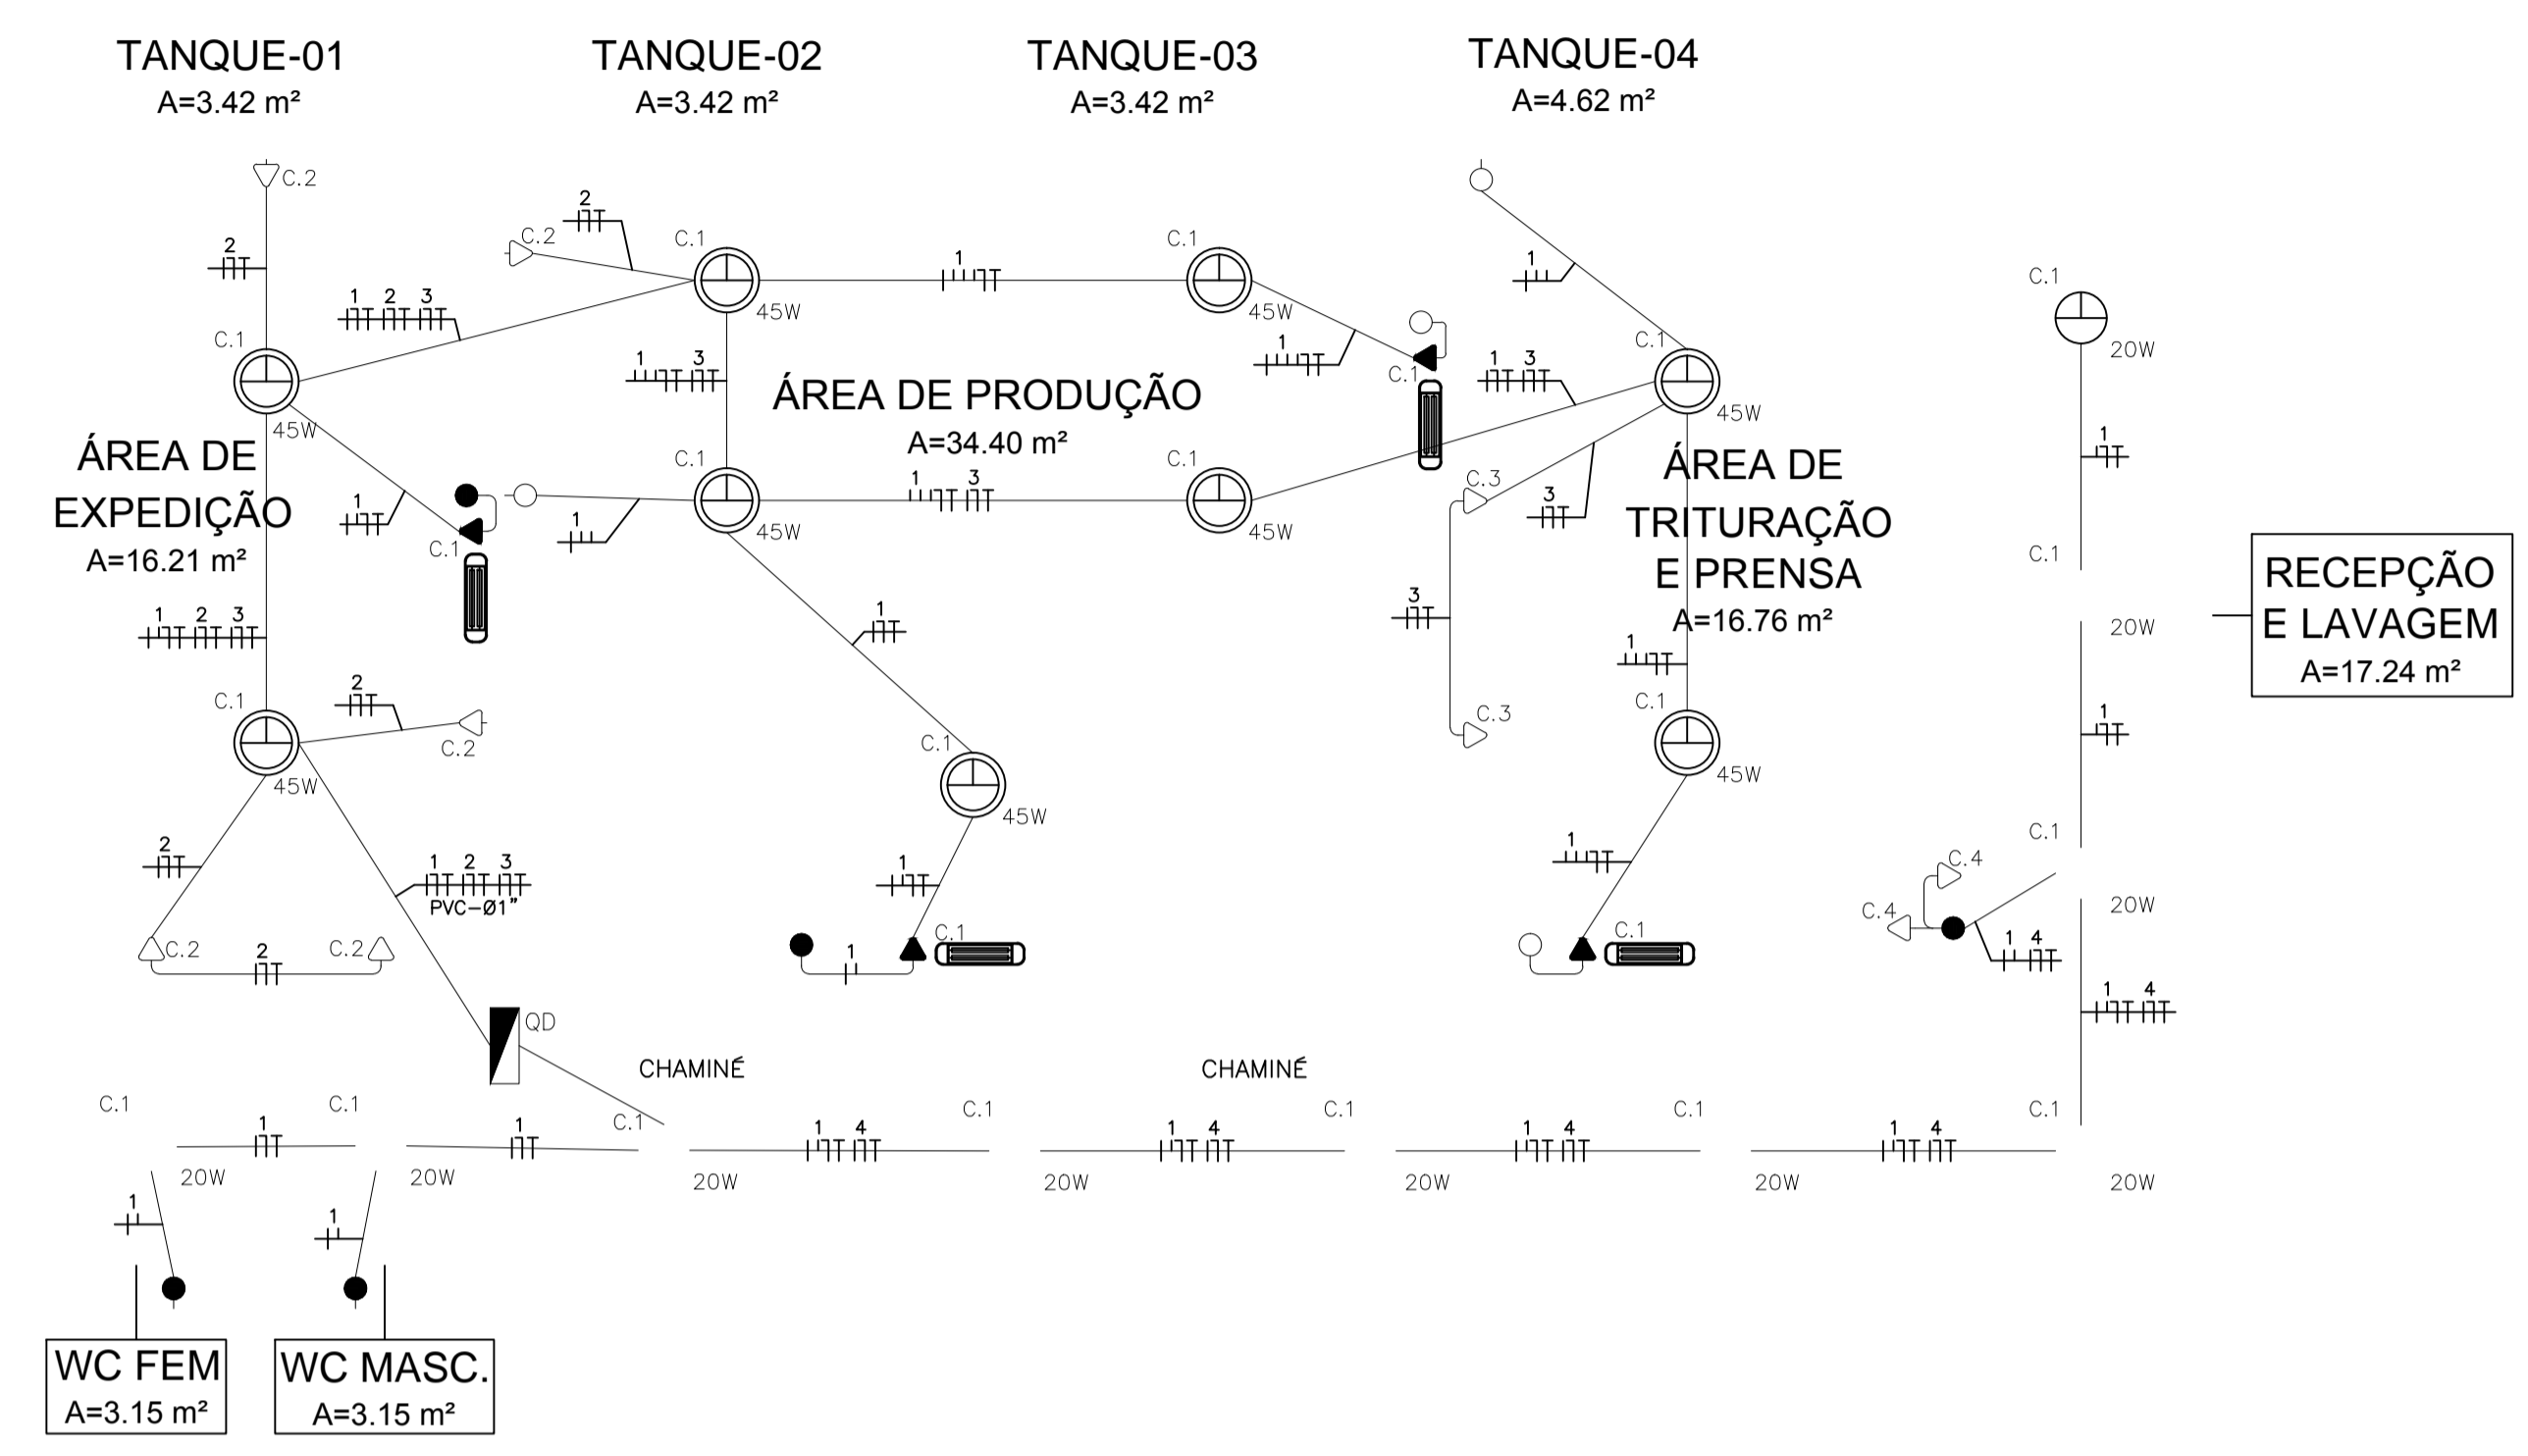 TANQUE-01
A=3.42 m²
TANQUE-02
A=3.42 m²
TANQUE-03
A=3.42 m²
TANQUE-04
A=4.62 m²
C.2
2
2
C.2
C.1
45W
1
C.1
45W
1
C.1
20W
1 2 3
C.1
45W
1 3
ÁREA DE PRODUÇÃO
A=34.40 m²
1
C.1
1 3
C.1
45W
ÁREA DE
EXPEDIÇÃO
A=16.21 m²
1
C.1
C.1
45W
1
1 3
C.1
45W
C.3
3
ÁREA DE
TRITURAÇÃO
E PRENSA
A=16.76 m²
1
C.1
20W
RECEPÇÃO
E LAVAGEM
A=17.24 m²
1 2 3
1
3
1
C.1
45W
2
C.2
C.1
45W
C.3
C.1
45W
1
C.1
20W
2
1 2 3
PVC-Ø1"
1
1
C.4
C.4
1 4
C.2
2
C.2
C.1
1
C.1
1 4
QD
CHAMINÉ
CHAMINÉ
C.1
1
C.1
1
C.1
1 4
C.1
1 4
C.1
1 4
C.1
1 4
C.1
20W
20W
20W
20W
20W
20W
20W
1
1
WC FEM
A=3.15 m²
WC MASC.
A=3.15 m²